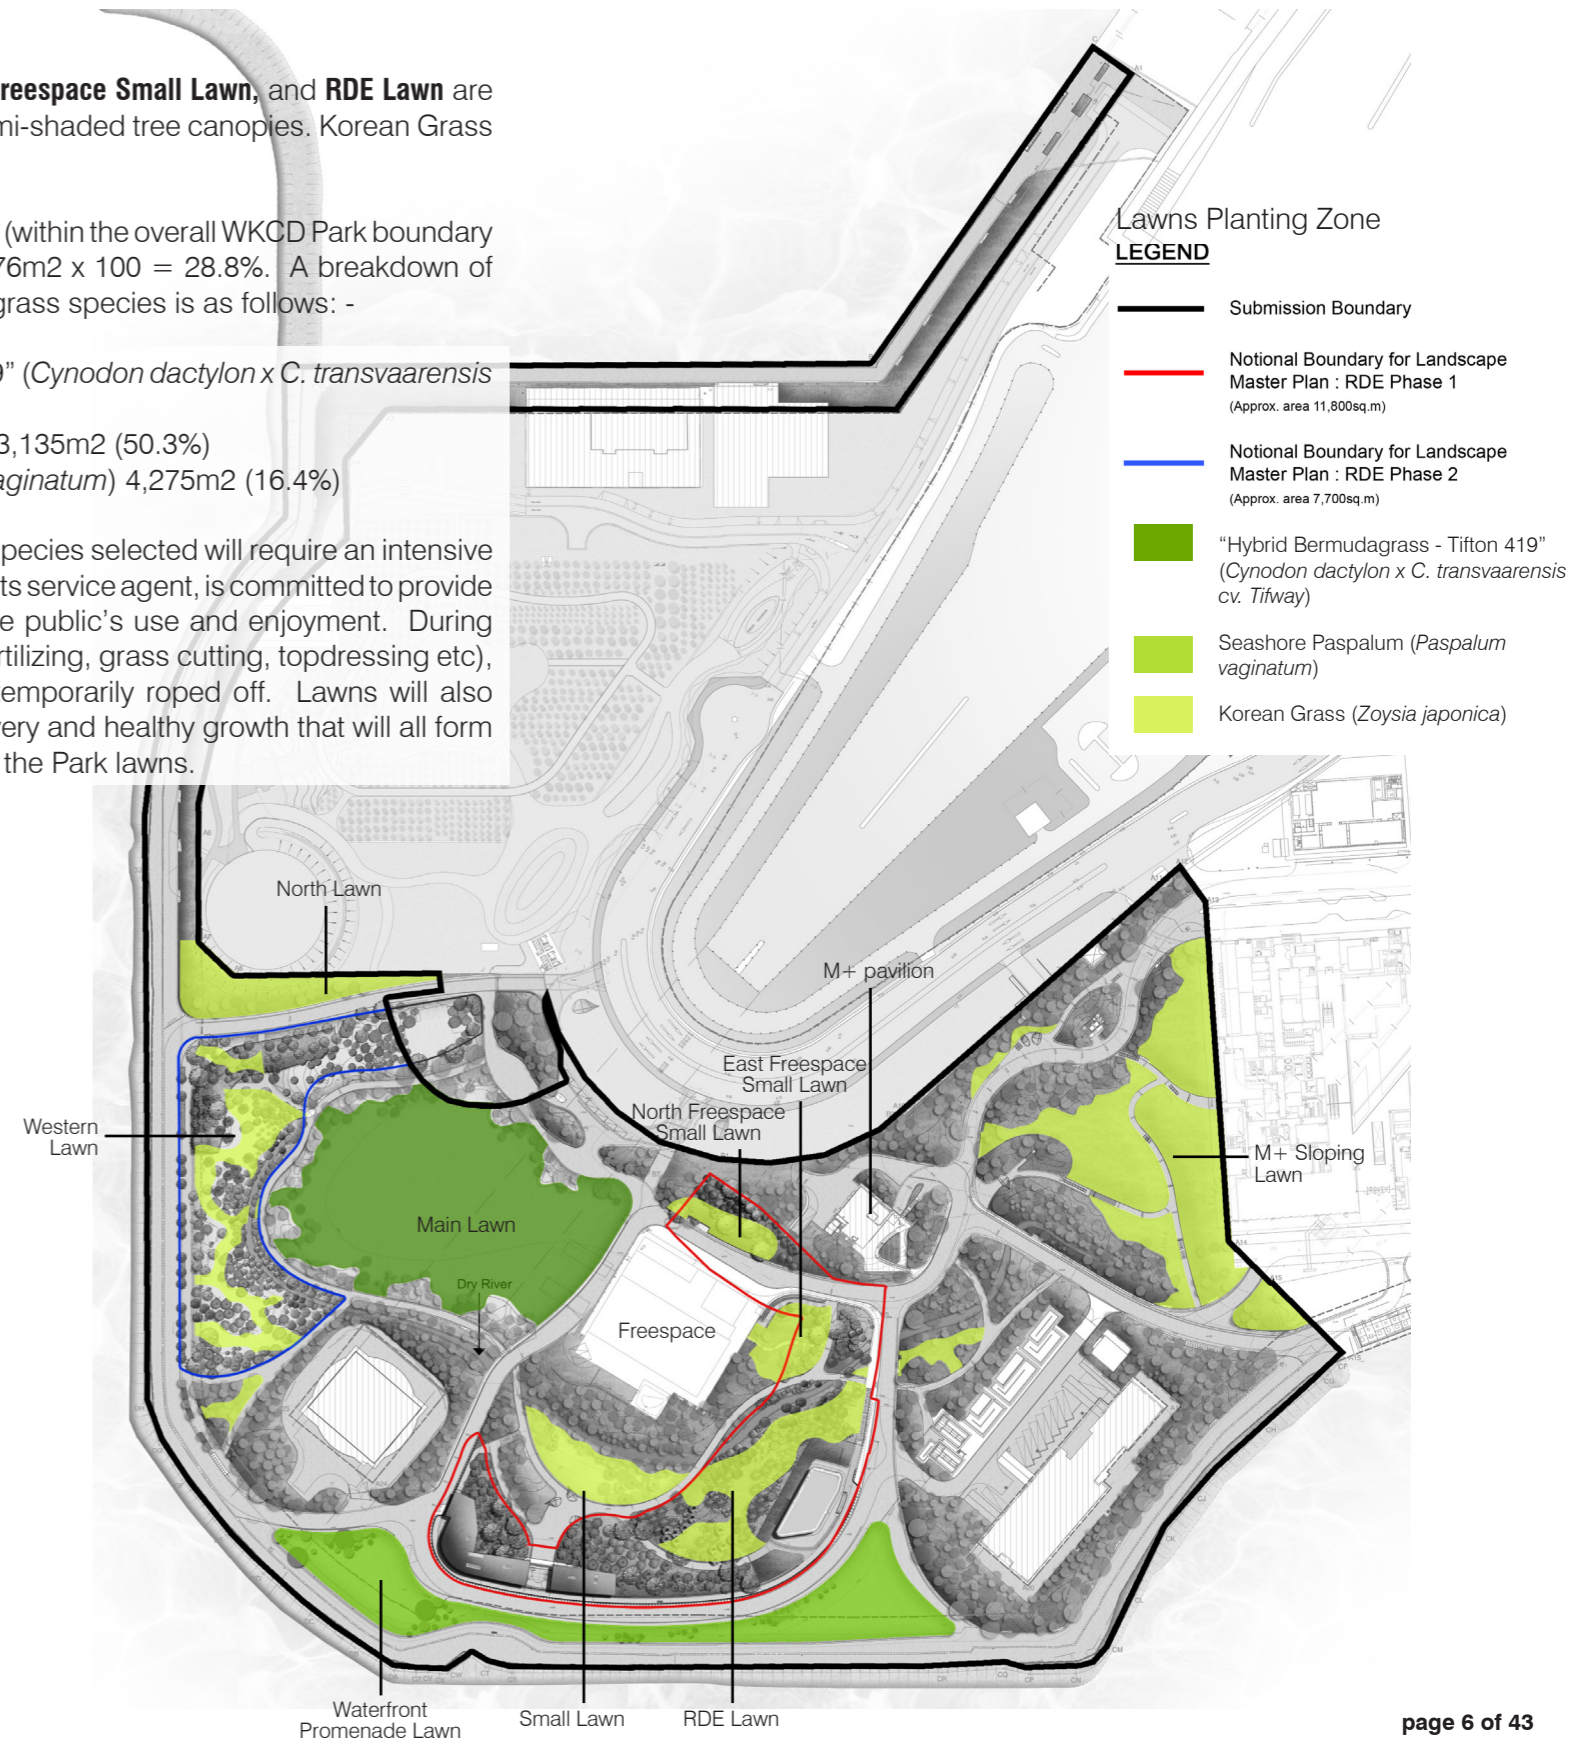 reespace Small Lawn, and RDE Lawn are
ni-shaded tree canopies. Korean Grass
(within the overall WKCD Park boundary
76m2 x 100 = 28.8%. A breakdown of
grass species is as follows: -
9” (Cynodon dactylon x C. transvaarensis
3,135m2 (50.3%)
aginatum) 4,275m2 (16.4%)
pecies selected will require an intensive
ts service agent, is committed to provide
e public’s use and enjoyment. During
rtilizing, grass cutting, topdressing etc),
emporarily roped off. Lawns will also
very and healthy growth that will all form
the Park lawns.
Lawns Planting Zone
LEGEND
Submission Boundary
Notional Boundary for Landscape
Master Plan : RDE Phase 1
(Approx. area 11,800sq.m)
Notional Boundary for Landscape
Master Plan : RDE Phase 2
(Approx. area 7,700sq.m)
“Hybrid Bermudagrass - Tifton 419”
(Cynodon dactylon x C. transvaarensis
cv. Tifway)
Seashore Paspalum (Paspalum
vaginatum)
Korean Grass (Zoysia japonica)
North Lawn
M+ pavilion
East Freespace
Small Lawn
North Freespace
Small Lawn
Western
Lawn
M+ Sloping
Lawn
Main Lawn
Dry River
Freespace
Waterfront
Promenade Lawn
Small Lawn
RDE Lawn
page 6 of 43